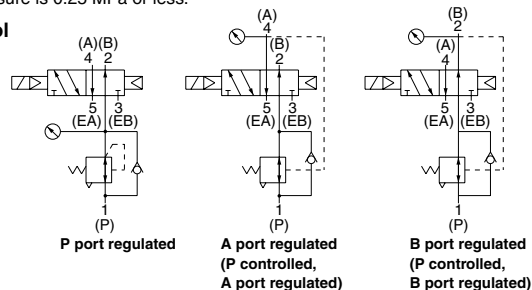 sure is 0.25 MPa or less.
ol
(A)(B)
4 2
5 3
(EA) (EB)
1
(P)
P port regulated
(A)
4
(B)
2
5 3
(EA) (EB)
1
(P)
A port regulated
(P controlled,
A port regulated)
(B)
2
(A)
4
5 3
(EA) (EB)
1
(P)
B port regulated
(P controlled,
B port regulated)